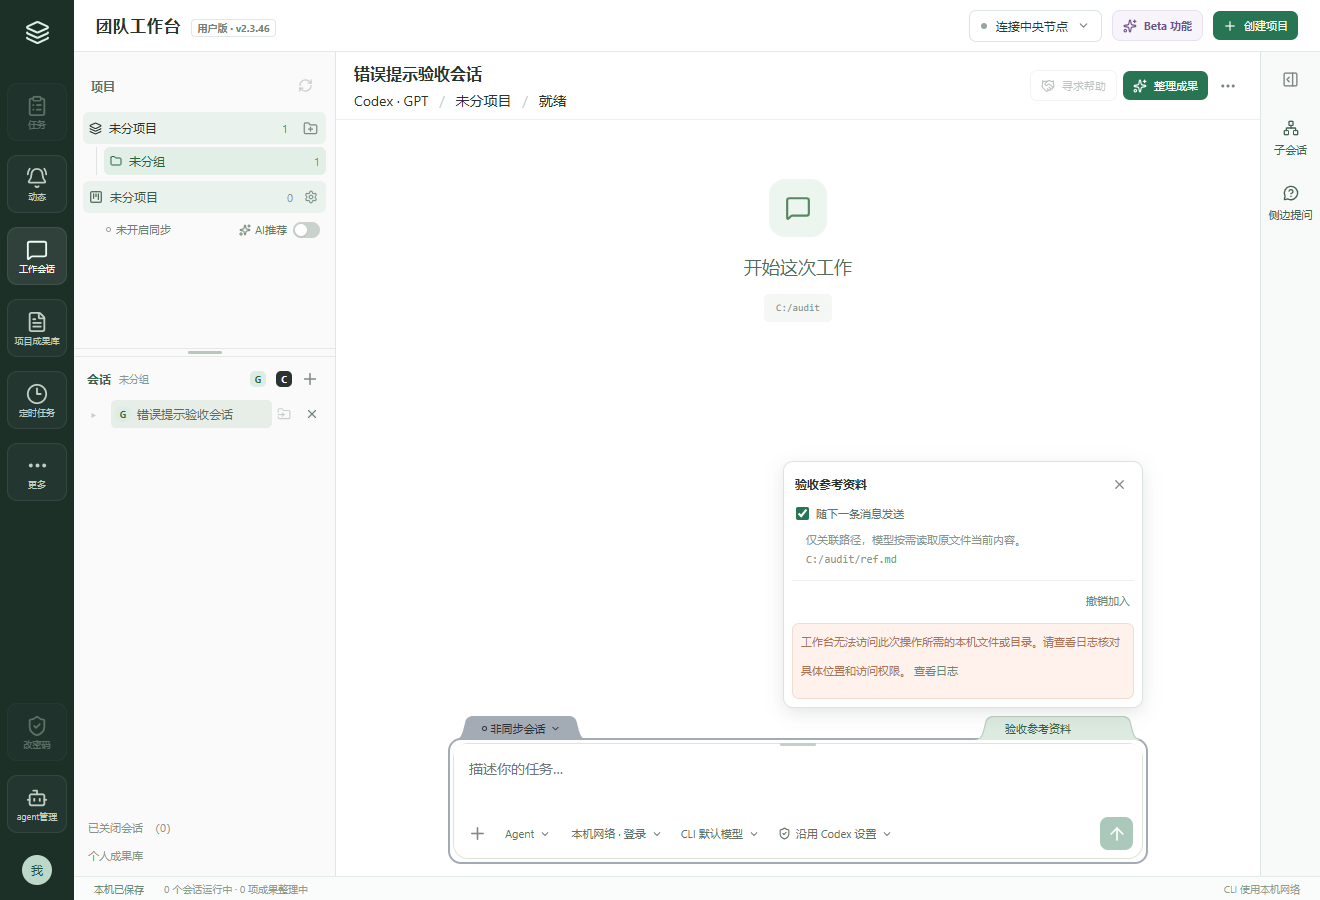 团队工作台
用户版 · v2.3.46
连接中央节点
Beta 功能
创建项目
任务
动态
工作会话
项目成果库
定时任务
更多
改密码
agent管理
我
项目
未分项目
1
未分组
1
未分项目
0
未开启同步
AI推荐
会话
未分组
G
C
G
错误提示验收会话
已关闭会话 (0)
个人成果库
错误提示验收会话
Codex · GPT / 未分项目 / 就绪
寻求帮助
整理成果
开始这次工作
C:/audit
验收参考资料
随下一条消息发送
仅关联路径，模型按需读取原文件当前内容。
C:/audit/ref.md
撤销加入
工作台无法访问此次操作所需的本机文件或目录。请查看日志核对
具体位置和访问权限。 查看日志
非同步会话
验收参考资料
描述你的任务...
Agent
本机网络 · 登录
CLI 默认模型
沿用 Codex 设置
子会话
侧边提问
本机已保存
0 个会话运行中 · 0 项成果整理中
CLI 使用本机网络